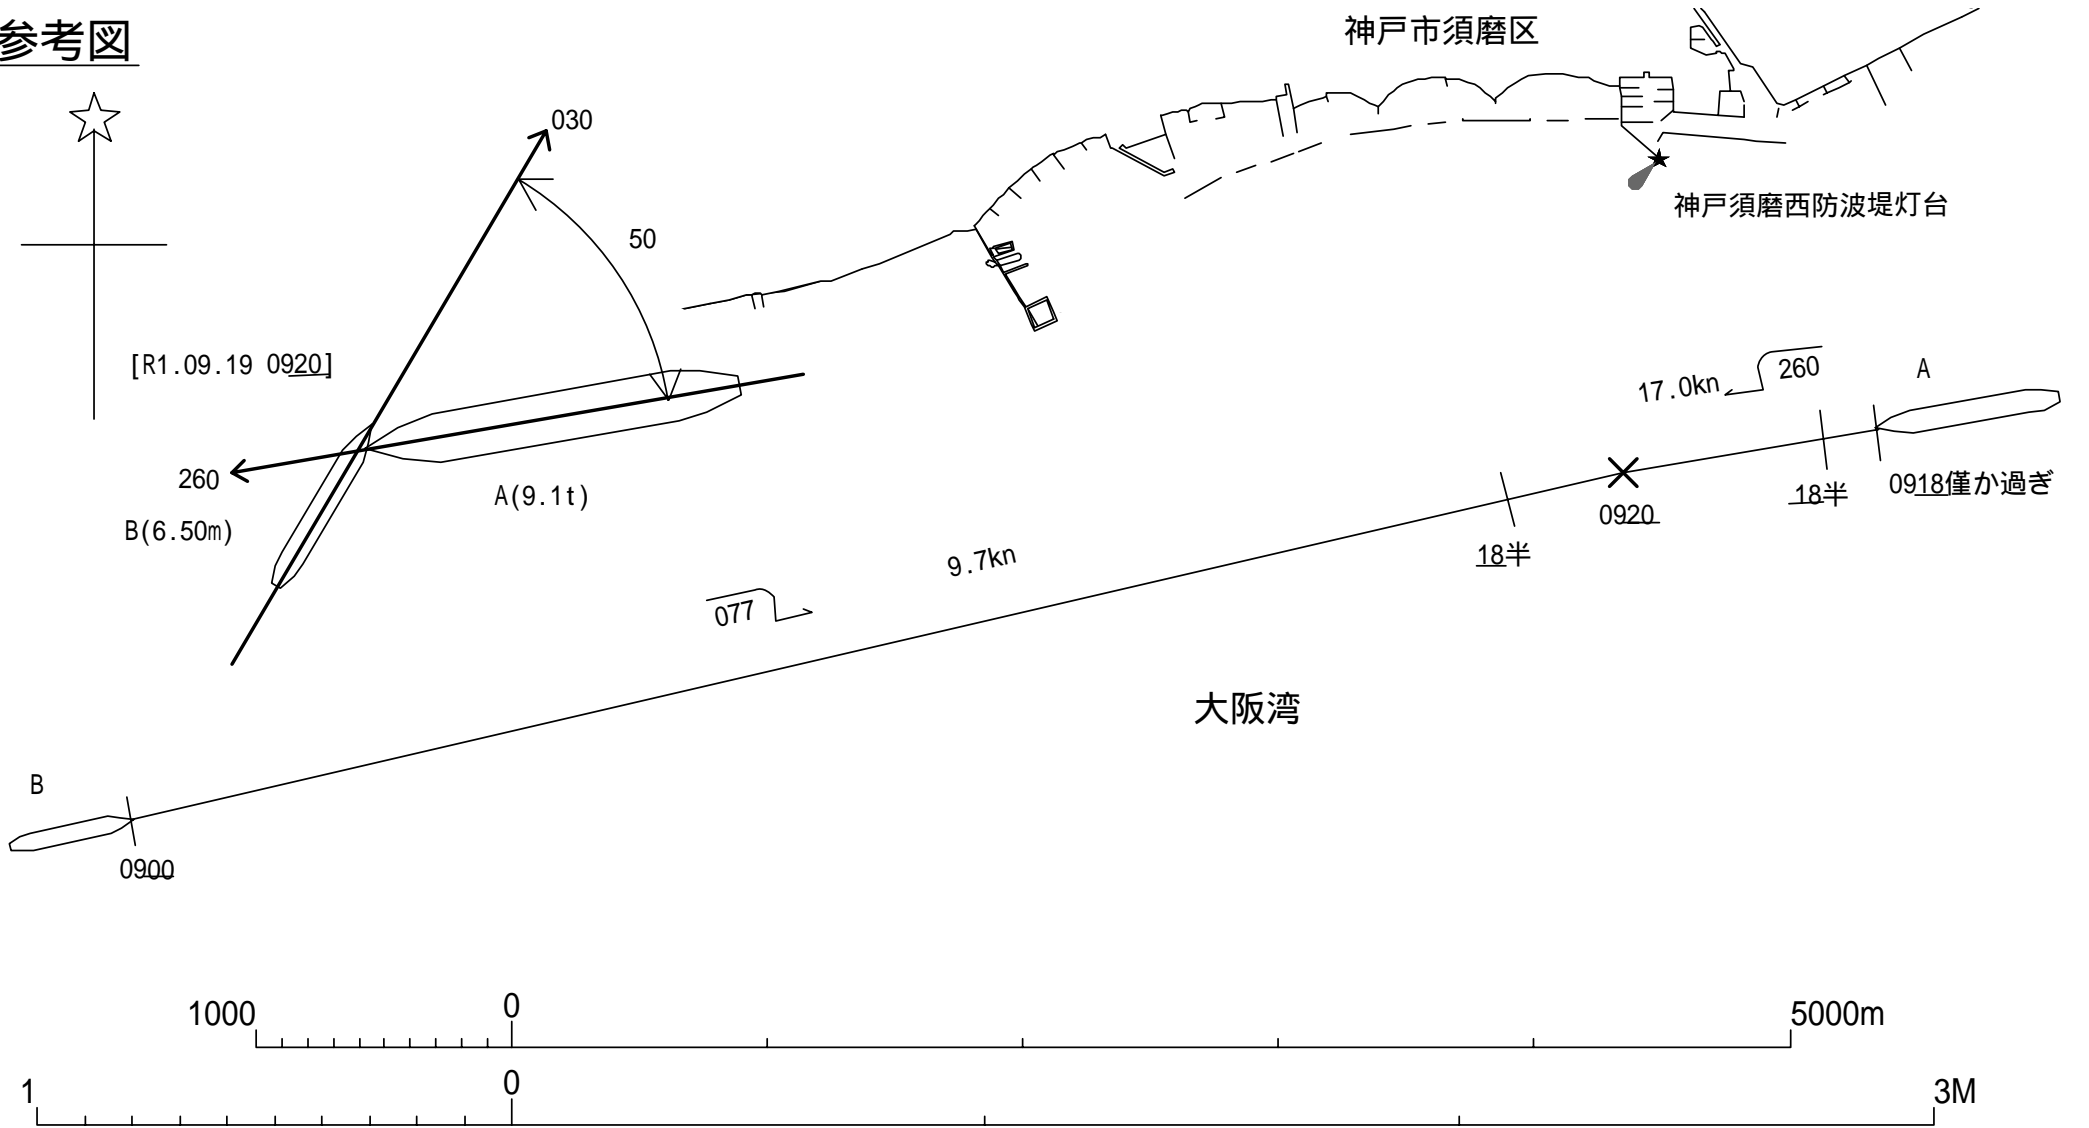 参考図
神戸市須磨区
030
神戸須磨西防波堤灯台
50
[R1.09.19 0920]
260
17.0kn
A
260
A(9.1t)
18半
0918僅か過ぎ
B(6.50m)
0920
18半
9.7kn
077
大阪湾
B
0900
1000
0
5000m
1
0
3M